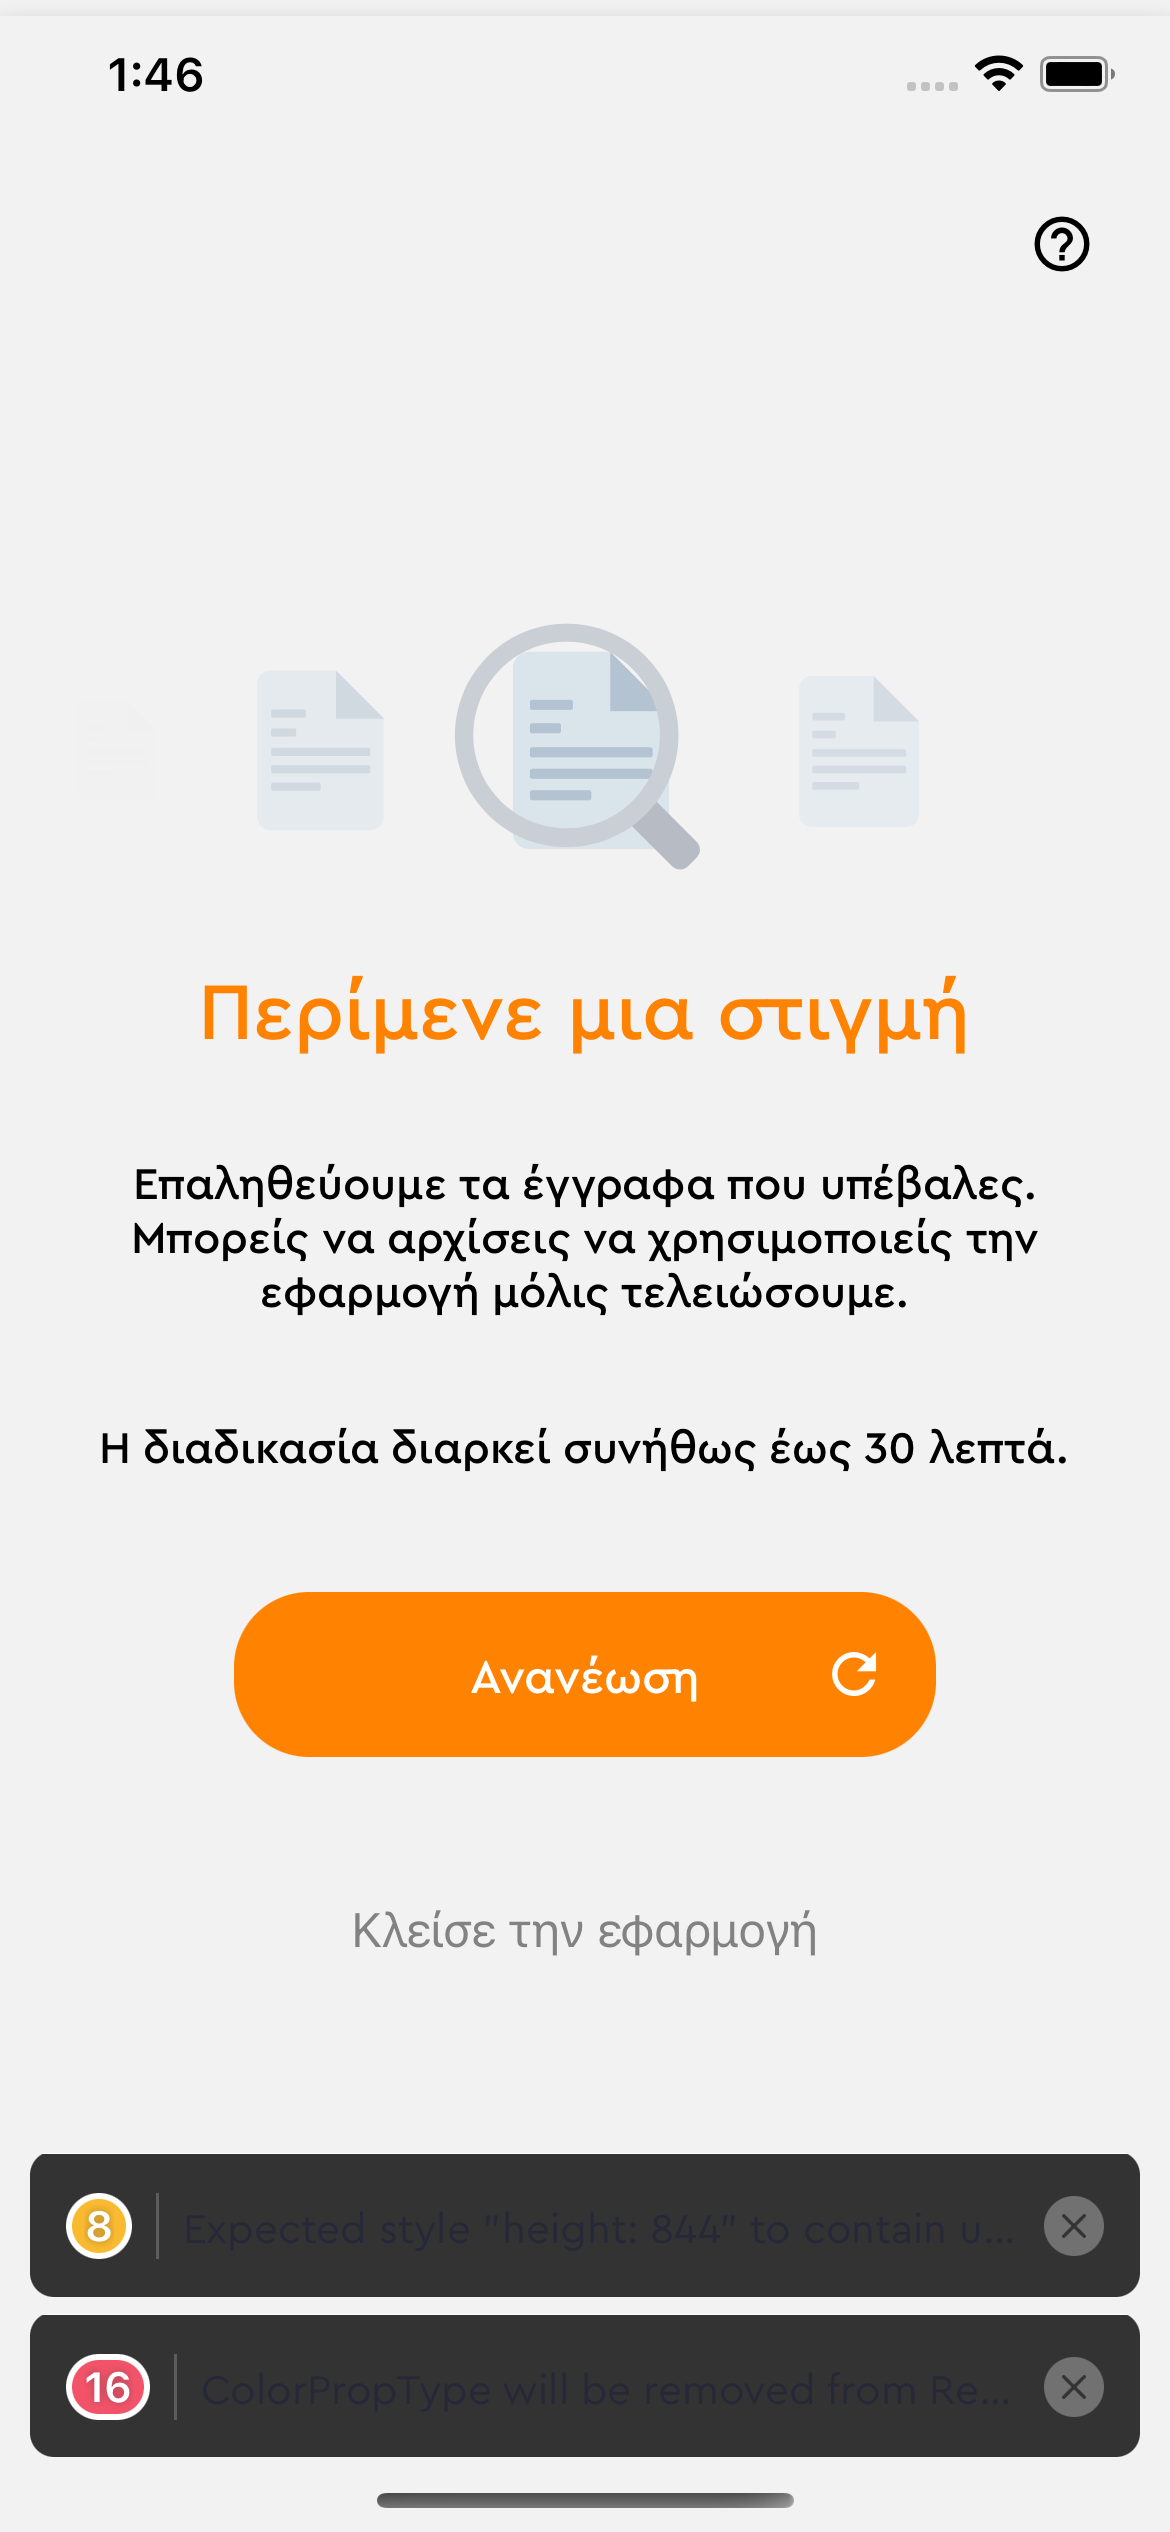 1:46
Περίμενε μια στιγμή
Επαληθεύουμε τα έγγραφα που υπέβαλες.
Μπορείς να αρχίσεις να χρησιμοποιείς την
εφαρμογή μόλις τελειώσουμε.
Η διαδικασία διαρκεί συνήθως έως 30 λεπτά.
Ανανέωση
Κλείσε την εφαρμογή
8 Expected style "height: 844" to contain u...
16 ColorPropType will be removed from Re...